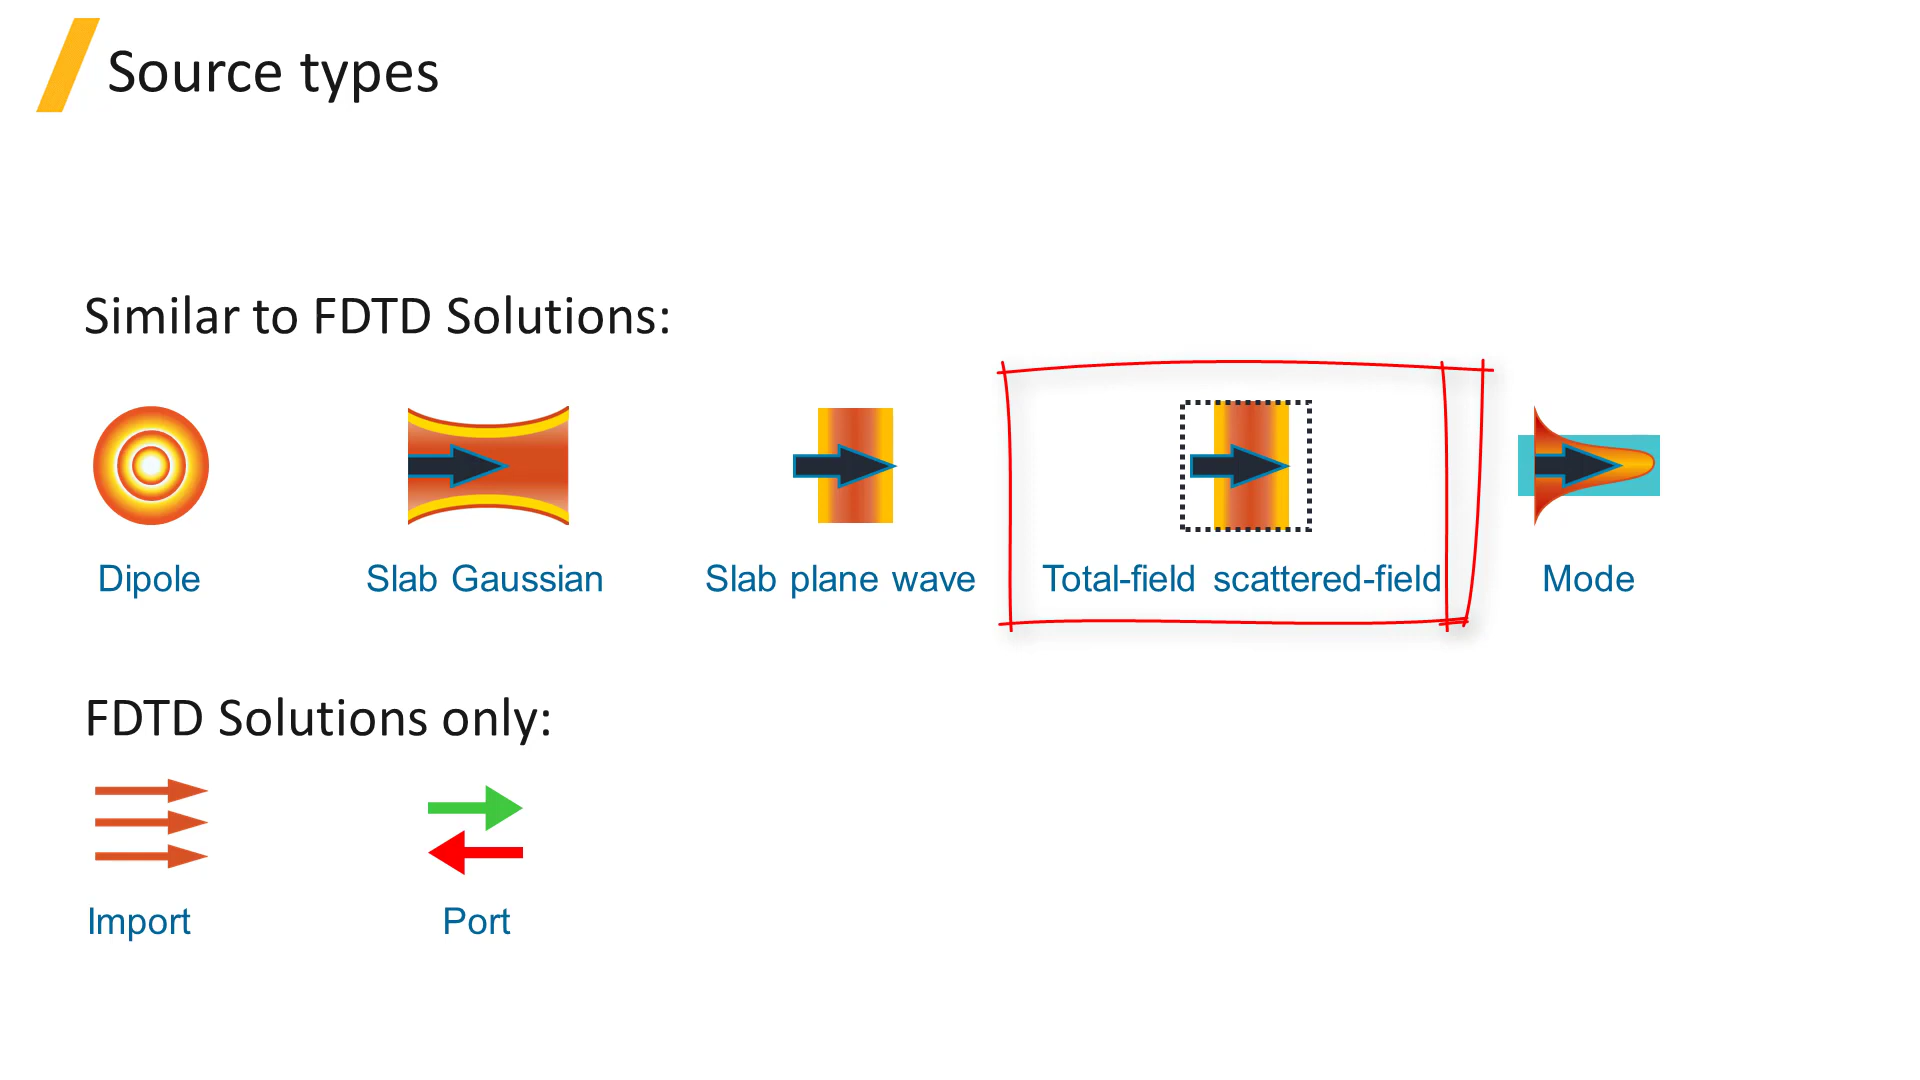 Source types
Similar to FDTD Solutions:
Dipole
Slab Gaussian
Slab plane wave
Total-field scattered-field
Mode
FDTD Solutions only:
Import
Port